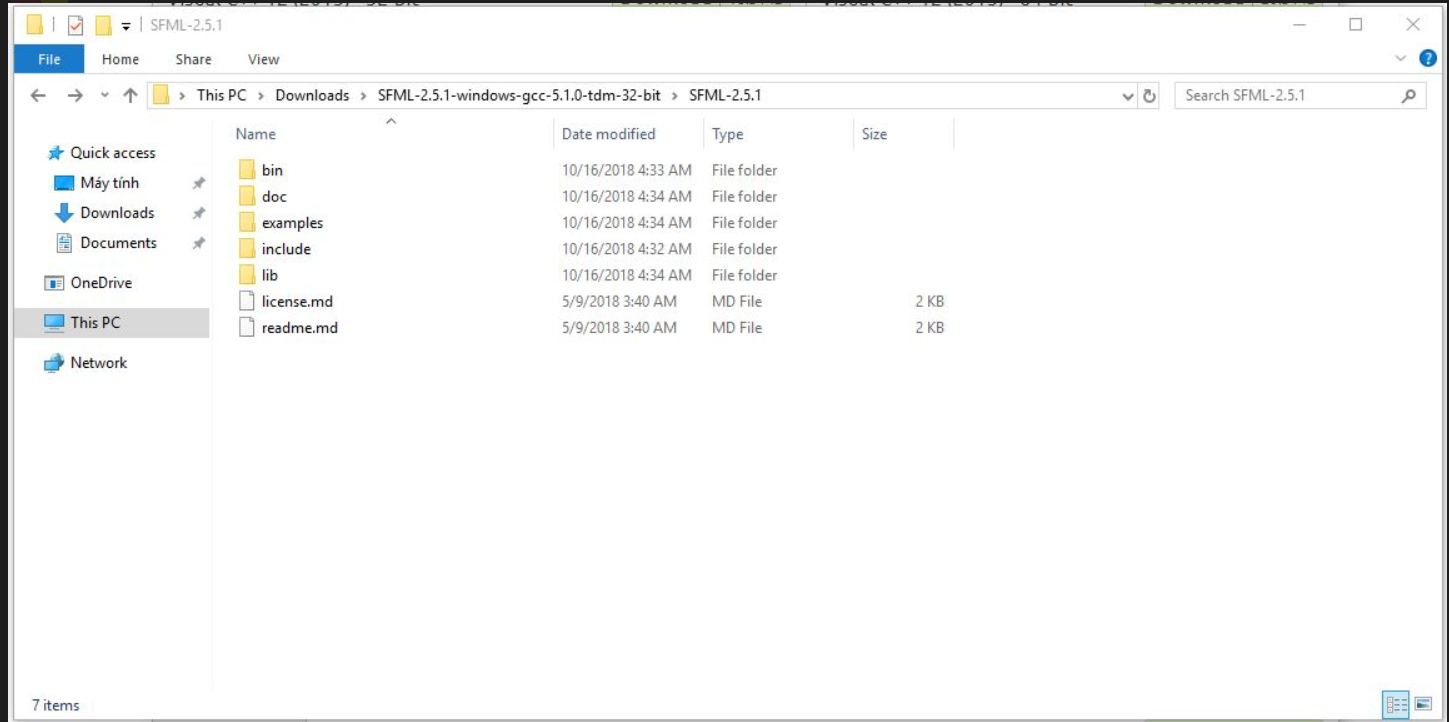 SFML-2.5.1
File Home Share View
This PC Downloads SFML-2.5.1-windows-gcc-5.1.0-tdm-32-bit SFML-2.5.1
Search SFML-2.5.1
Name Date modified Type Size
Quick access
Máy tính
Downloads
Documents
OneDrive
This PC
Network
bin 10/16/2018 4:33 AM File folder
doc 10/16/2018 4:34 AM File folder
examples 10/16/2018 4:34 AM File folder
include 10/16/2018 4:32 AM File folder
lib 10/16/2018 4:34 AM File folder
license.md 5/9/2018 3:40 AM MD File 2 KB
readme.md 5/9/2018 3:40 AM MD File 2 KB
7 items